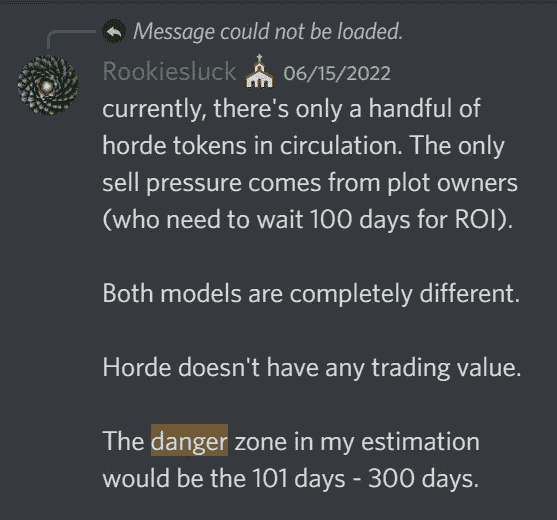 Message could not be loaded.
Rookiesluck 06/15/2022
currently, there's only a handful of
horde tokens in circulation. The only
sell pressure comes from plot owners
(who need to wait 100 days for ROI).
Both models are completely different.
Horde doesn't have any trading value.
The danger zone in my estimation
would be the 101 days - 300 days.